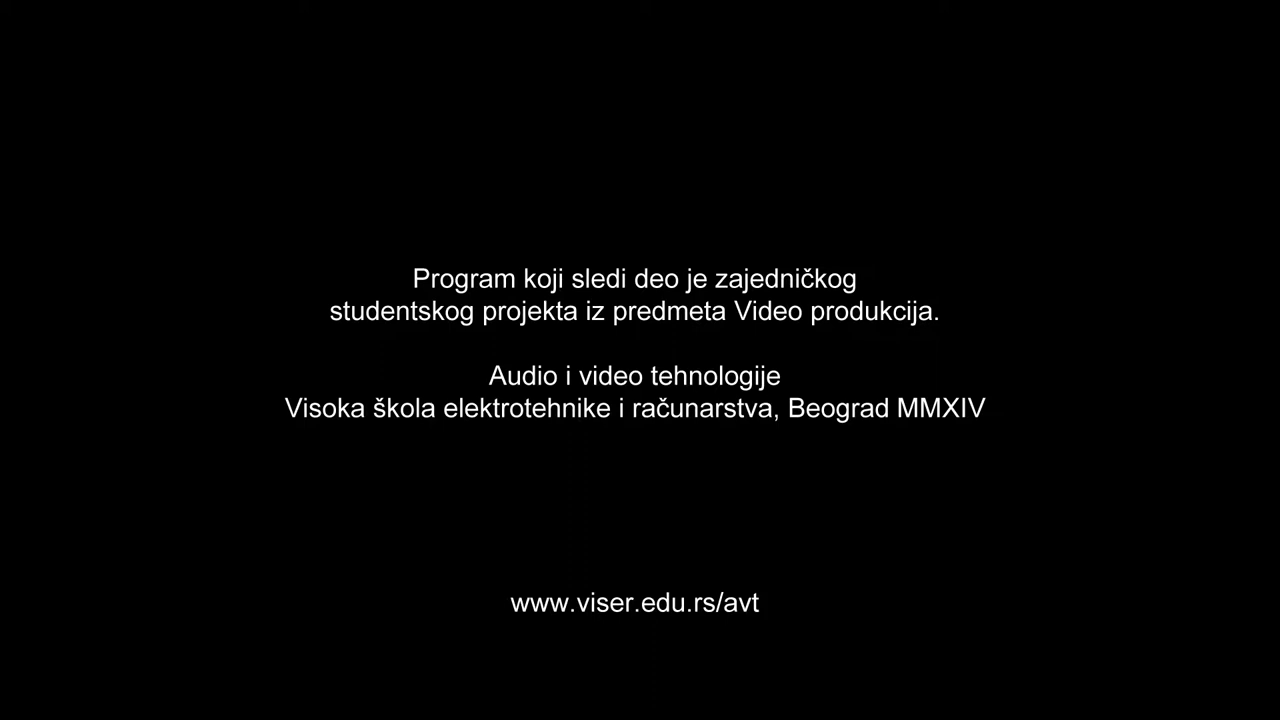 Program koji sledi deo je zajedničkog
studentskog projekta iz predmeta Video produkcija.
Audio i video tehnologije
Visoka škola elektrotehnike i računarstva, Beograd MMXIV
www.viser.edu.rs/avt